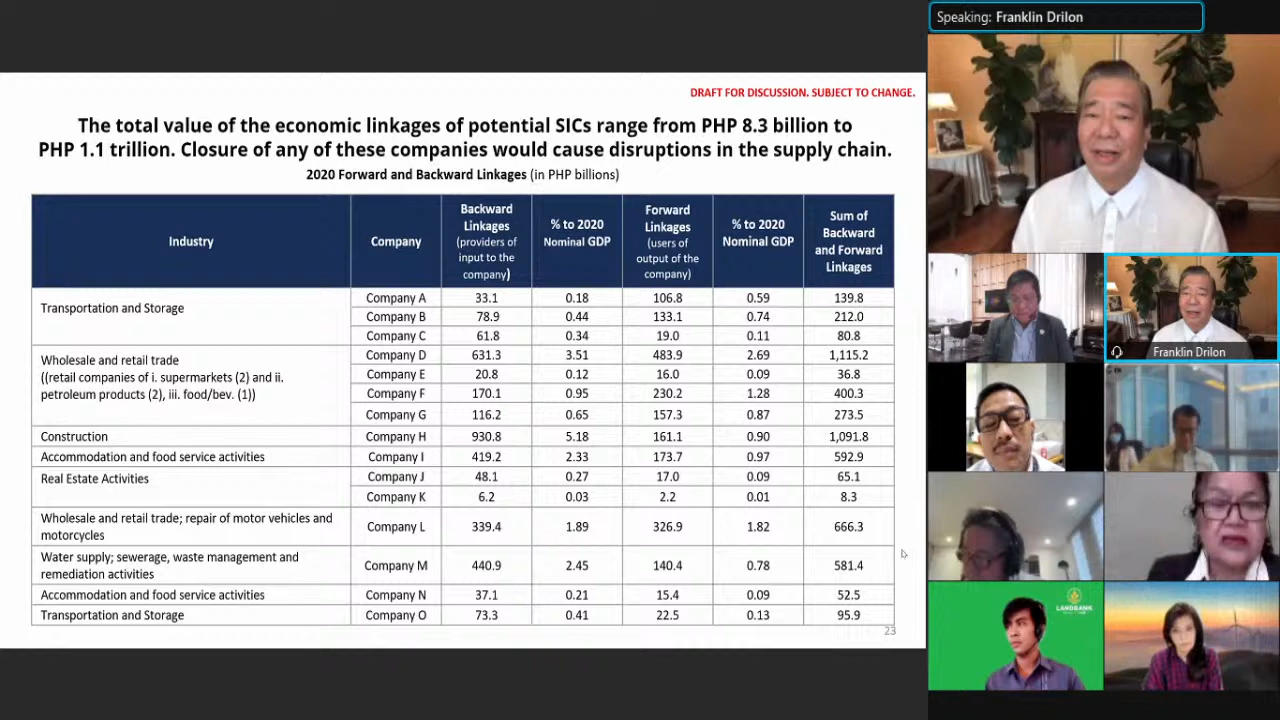 Speaking: Franklin Drilon
DRAFT FOR DISCUSSION. SUBJECT TO CHANGE.
The total value of the economic linkages of potential SICs range from PHP 8.3 billion to
PHP 1.1 trillion. Closure of any of these companies would cause disruptions in the supply chain.
2020 Forward and Backward Linkages (in PHP billions)
Industry
Company
Backward
Linkages
(providers of
input to the
company)
% to 2020
Nominal GDP
Forward
Linkages
(users of
output of the
company)
% to 2020
Nominal GDP
Sum of
Backward
and Forward
Linkages
Transportation and Storage
Company A 33.1 0.18 106.8 0.59 139.8
Company B 78.9 0.44 133.1 0.74 212.0
Company C 61.8 0.34 19.0 0.11 80.8
Wholesale and retail trade
((retail companies of i. supermarkets (2) and ii.
petroleum products (2), iii. food/bev. (1))
Company D 631.3 3.51 483.9 2.69 1,115.2
Company E 20.8 0.12 16.0 0.09 36.8
Company F 170.1 0.95 230.2 1.28 400.3
Company G 116.2 0.65 157.3 0.87 273.5
Construction Company H 930.8 5.18 161.1 0.90 1,091.8
Accommodation and food service activities Company I 419.2 2.33 173.7 0.97 592.9
Real Estate Activities Company J 48.1 0.27 17.0 0.09 65.1
Company K 6.2 0.03 2.2 0.01 8.3
Wholesale and retail trade; repair of motor vehicles and
motorcycles
Company L 339.4 1.89 326.9 1.82 666.3
Water supply; sewerage, waste management and
remediation activities
Company M 440.9 2.45 140.4 0.78 581.4
Accommodation and food service activities Company N 37.1 0.21 15.4 0.09 52.5
Transportation and Storage Company O 73.3 0.41 22.5 0.13 95.9
23
Franklin Drilon
LANDBANK